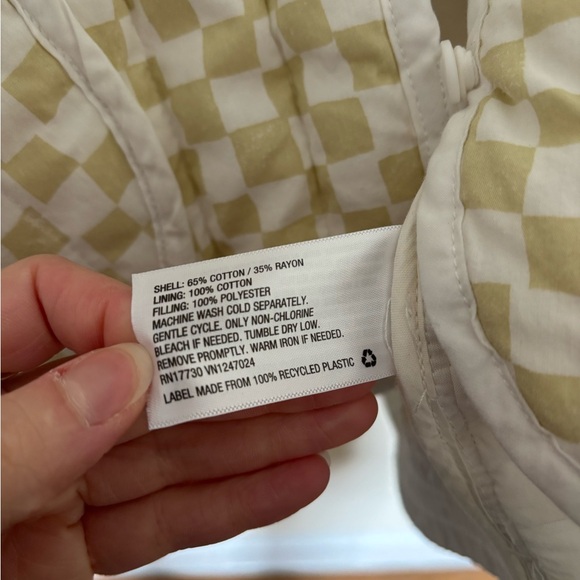 SHELL: 65% COTTON / 35% RAYON
LINING: 100% COTTON
FILLING: 100% POLYESTER
MACHINE WASH COLD SEPARATELY.
GENTLE CYCLE. ONLY NON-CHLORINE
BLEACH IF NEEDED. TUMBLE DRY LOW.
REMOVE PROMPTLY. WARM IRON IF NEEDED.
RN17730 VN1247024
LABEL MADE FROM 100% RECYCLED PLASTIC